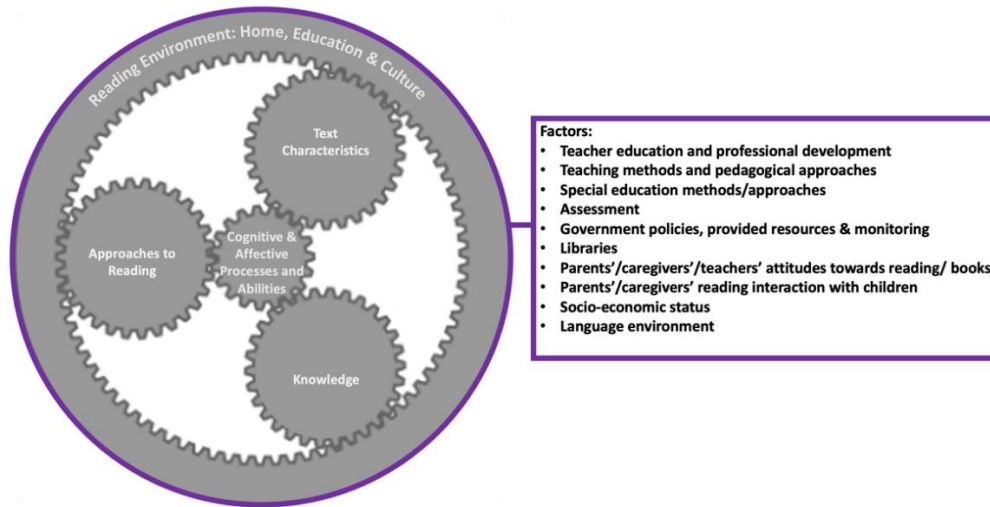 Reading Environment: Home, Education & Culture
Text
Characteristics
Approaches to
Reading
Cognitive &
Affective
Processes and
Abilities
Knowledge
Factors:
• Teacher education and professional development
• Teaching methods and pedagogical approaches
• Special education methods/approaches
• Assessment
• Government policies, provided resources & monitoring
• Libraries
• Parents’/caregivers’/teachers’ attitudes towards reading/ books
• Parents’/caregivers’ reading interaction with children
• Socio-economic status
• Language environment